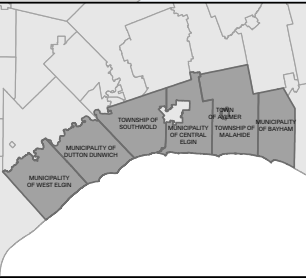 MUNICIPALITY
OF WEST ELGIN
MUNICIPALITY OF
DUTTON DUNWICH
TOWNSHIP OF
SOUTHWOLD
MUNICIPALITY
OF CENTRAL
ELGIN
TOWN
OF AYLMER
TOWNSHIP OF
MALAHIDE
MUNICIPALITY
OF BAYHAM